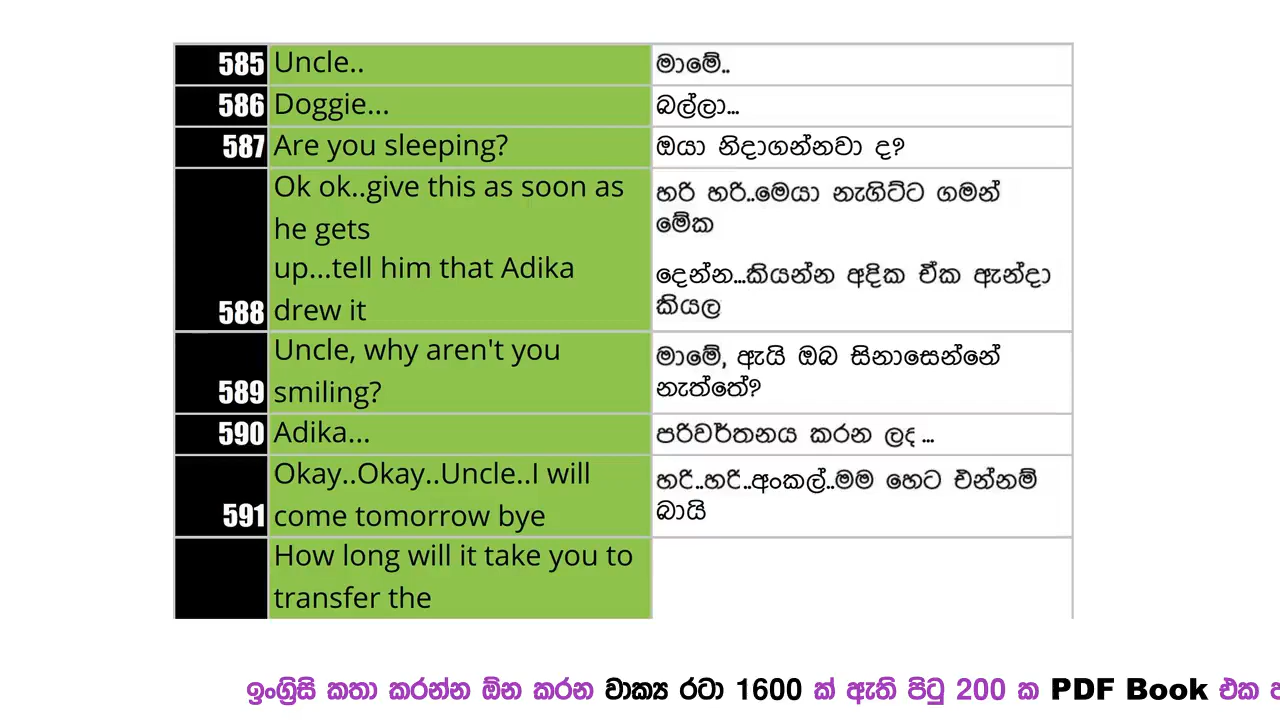 585 Uncle.. මාමේ..
586 Doggie... බල්ලා...
587 Are you sleeping? ඔයා නිදාගන්නවා ද?
Ok ok..give this as soon as හරි හරි..මෙයා නැගිට්ට ගමන්
he gets මේක
up...tell him that Adika දෙන්න...කියන්න අදික ඒක ඇන්දා
588 drew it කියල
Uncle, why aren't you මාමේ, ඇයි ඔබ සිනාසෙන්නේ
589 smiling? නැත්තේ?
590 Adika... පරිවර්තනය කරන ලද ...
Okay..Okay..Uncle..I will හරි..හරි..අංකල්..මම හෙට එන්නම්
591 come tomorrow bye බායි
How long will it take you to
transfer the
ඉංග්‍රිසි කතා කරන්න ඕන කරන වාක්‍ය රටා 1600 ක් ඇති පිටු 200 ක PDF Book එක